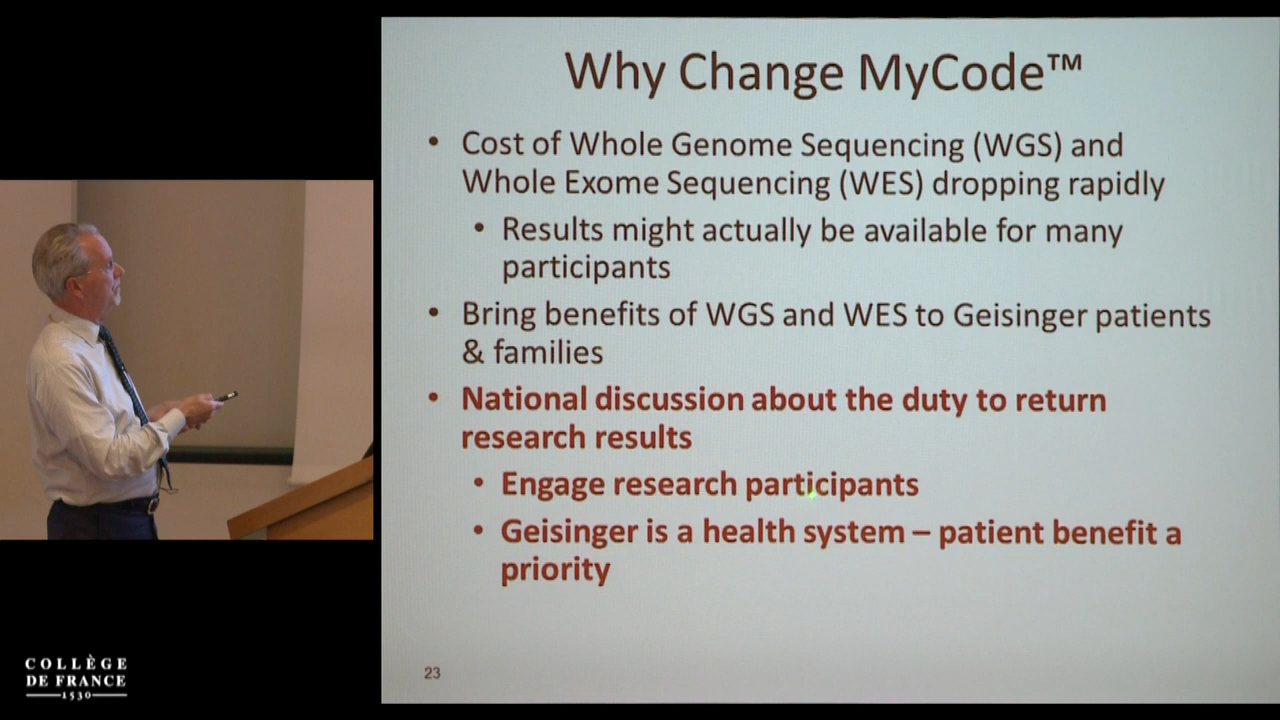 Why Change MyCode™
• Cost of Whole Genome Sequencing (WGS) and
Whole Exome Sequencing (WES) dropping rapidly
• Results might actually be available for many
participants
• Bring benefits of WGS and WES to Geisinger patients
& families
• National discussion about the duty to return
research results
• Engage research participants
• Geisinger is a health system – patient benefit a
priority
23
COLLÈGE
DE FRANCE
1530